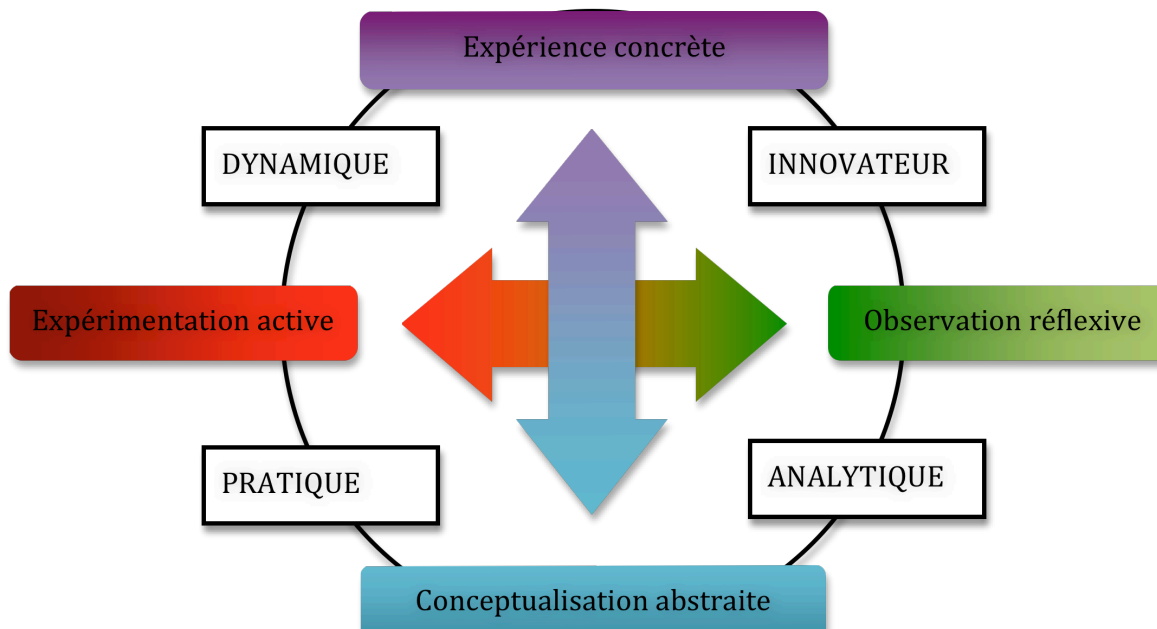 Expérience concrète
DYNAMIQUE
INNOVATEUR
Expérimentation active
Observation réflexive
PRATIQUE
ANALYTIQUE
Conceptualisation abstraite